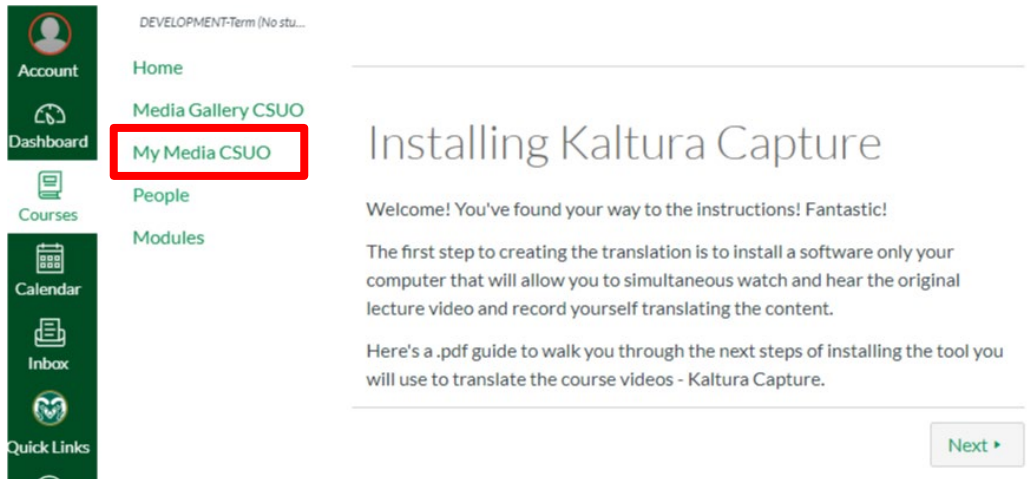 Account
Dashboard
Courses
Calendar
Inbox
Quick Links
DEVELOPMENT-Term (No stu...
Home
Media Gallery CSUO
My Media CSUO
People
Modules
Installing Kaltura Capture
Welcome! You've found your way to the instructions! Fantastic!
The first step to creating the translation is to install a software only your
computer that will allow you to simultaneous watch and hear the original
lecture video and record yourself translating the content.
Here's a .pdf guide to walk you through the next steps of installing the tool you
will use to translate the course videos - Kaltura Capture.
Next ▸